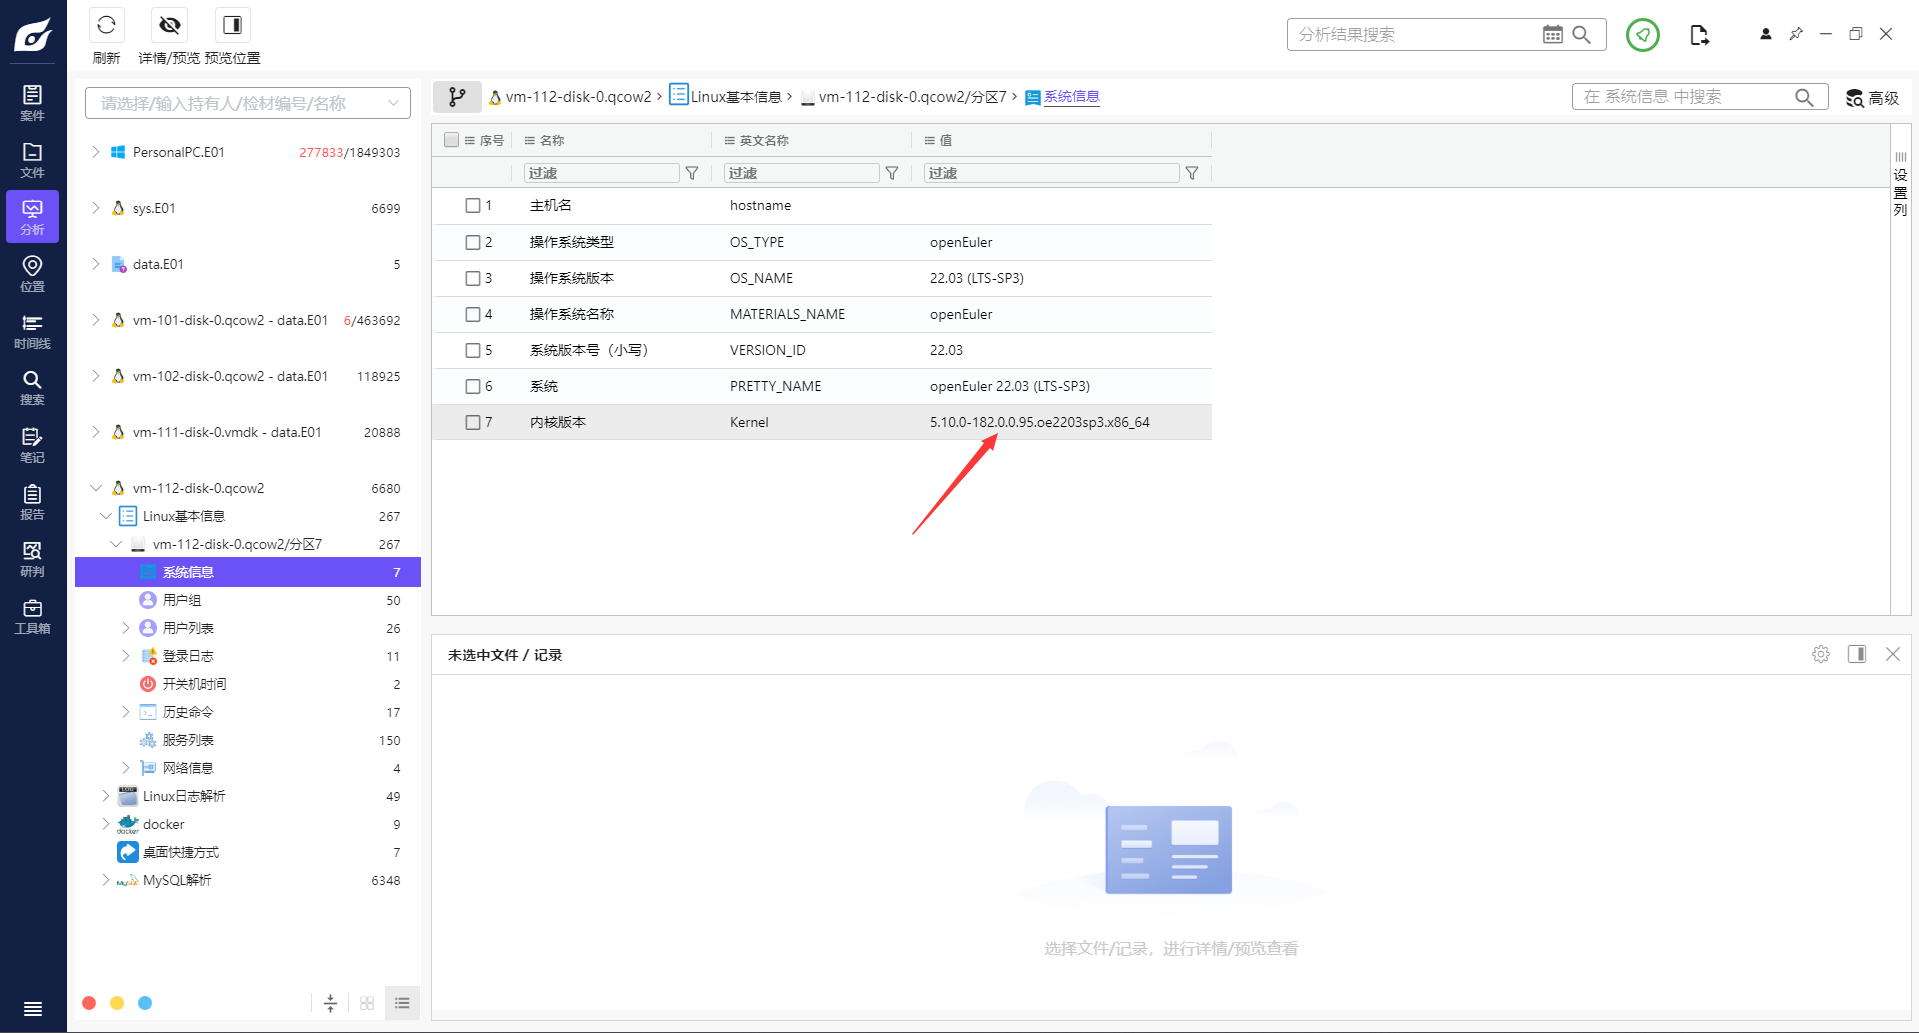 刷新 详情/预览 预览位置
分析结果搜索
案件
文件
分析
位置
时间线
搜索
笔记
报告
研判
工具箱
请选择/输入持有人/检材编号/名称
PersonalPC.E01 277833/1849303
sys.E01 6699
data.E01 5
vm-101-disk-0.qcow2 - data.E01 6/463692
vm-102-disk-0.qcow2 - data.E01 118925
vm-111-disk-0.vmdk - data.E01 20888
vm-112-disk-0.qcow2 6680
Linux基本信息 267
vm-112-disk-0.qcow2/分区7 267
系统信息 7
用户组 50
用户列表 26
登录日志 11
开关机时间 2
历史命令 17
服务列表 150
网络信息 4
Linux日志解析 49
docker 9
桌面快捷方式 7
MySQL解析 6348
vm-112-disk-0.qcow2 › Linux基本信息 › vm-112-disk-0.qcow2/分区7 › 系统信息
在 系统信息 中搜索
高级
序号 名称 英文名称 值
过滤 过滤 过滤
1 主机名 hostname
2 操作系统类型 OS_TYPE openEuler
3 操作系统版本 OS_NAME 22.03 (LTS-SP3)
4 操作系统名称 MATERIALS_NAME openEuler
5 系统版本号（小写） VERSION_ID 22.03
6 系统 PRETTY_NAME openEuler 22.03 (LTS-SP3)
7 内核版本 Kernel 5.10.0-182.0.0.95.oe2203sp3.x86_64
设置列
未选中文件 / 记录
选择文件/记录，进行详情/预览查看